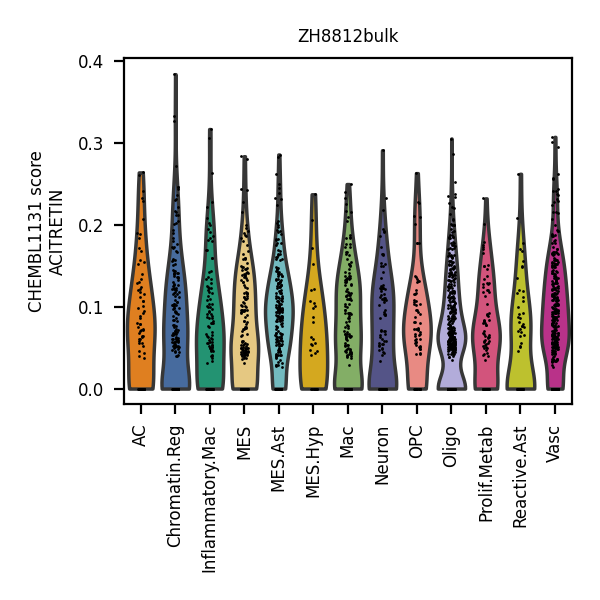 ZH8812bulk
CHEMBL1131 score
ACITRETIN
0.4
0.3
0.2
0.1
0.0
AC
Chromatin.Reg
Inflammatory.Mac
MES
MES.Ast
MES.Hyp
Mac
Neuron
OPC
Oligo
Prolif.Metab
Reactive.Ast
Vasc